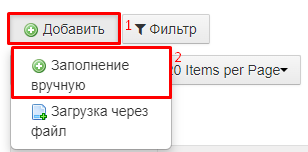 Добавить 1 Фильтр
Заполнение 2
вручную
20 Items per Page
Загрузка через
файл